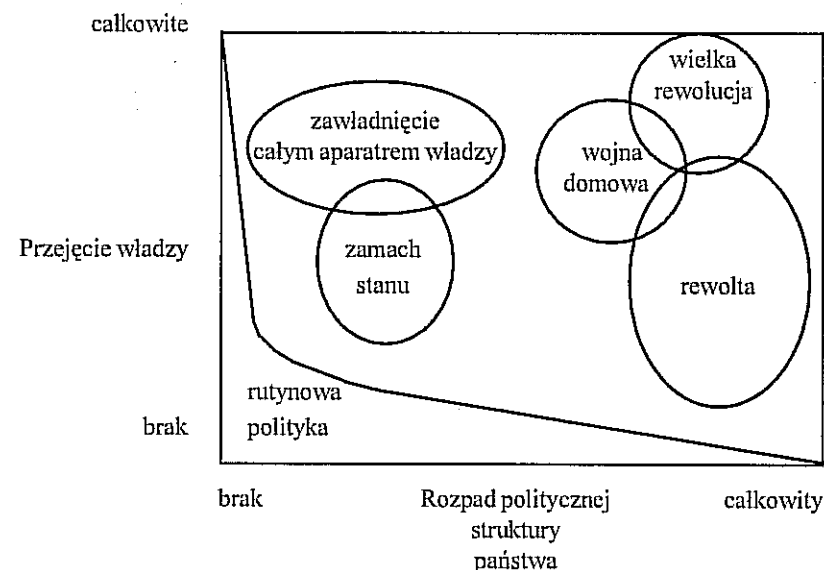 całkowite
wielka
rewolucja
zawładnięcie
całym aparatrem władzy
wojna
domowa
Przejęcie władzy
zamach
stanu
rewolta
rutynowa
polityka
brak
brak
Rozpad politycznej
struktury
państwa
całkowity